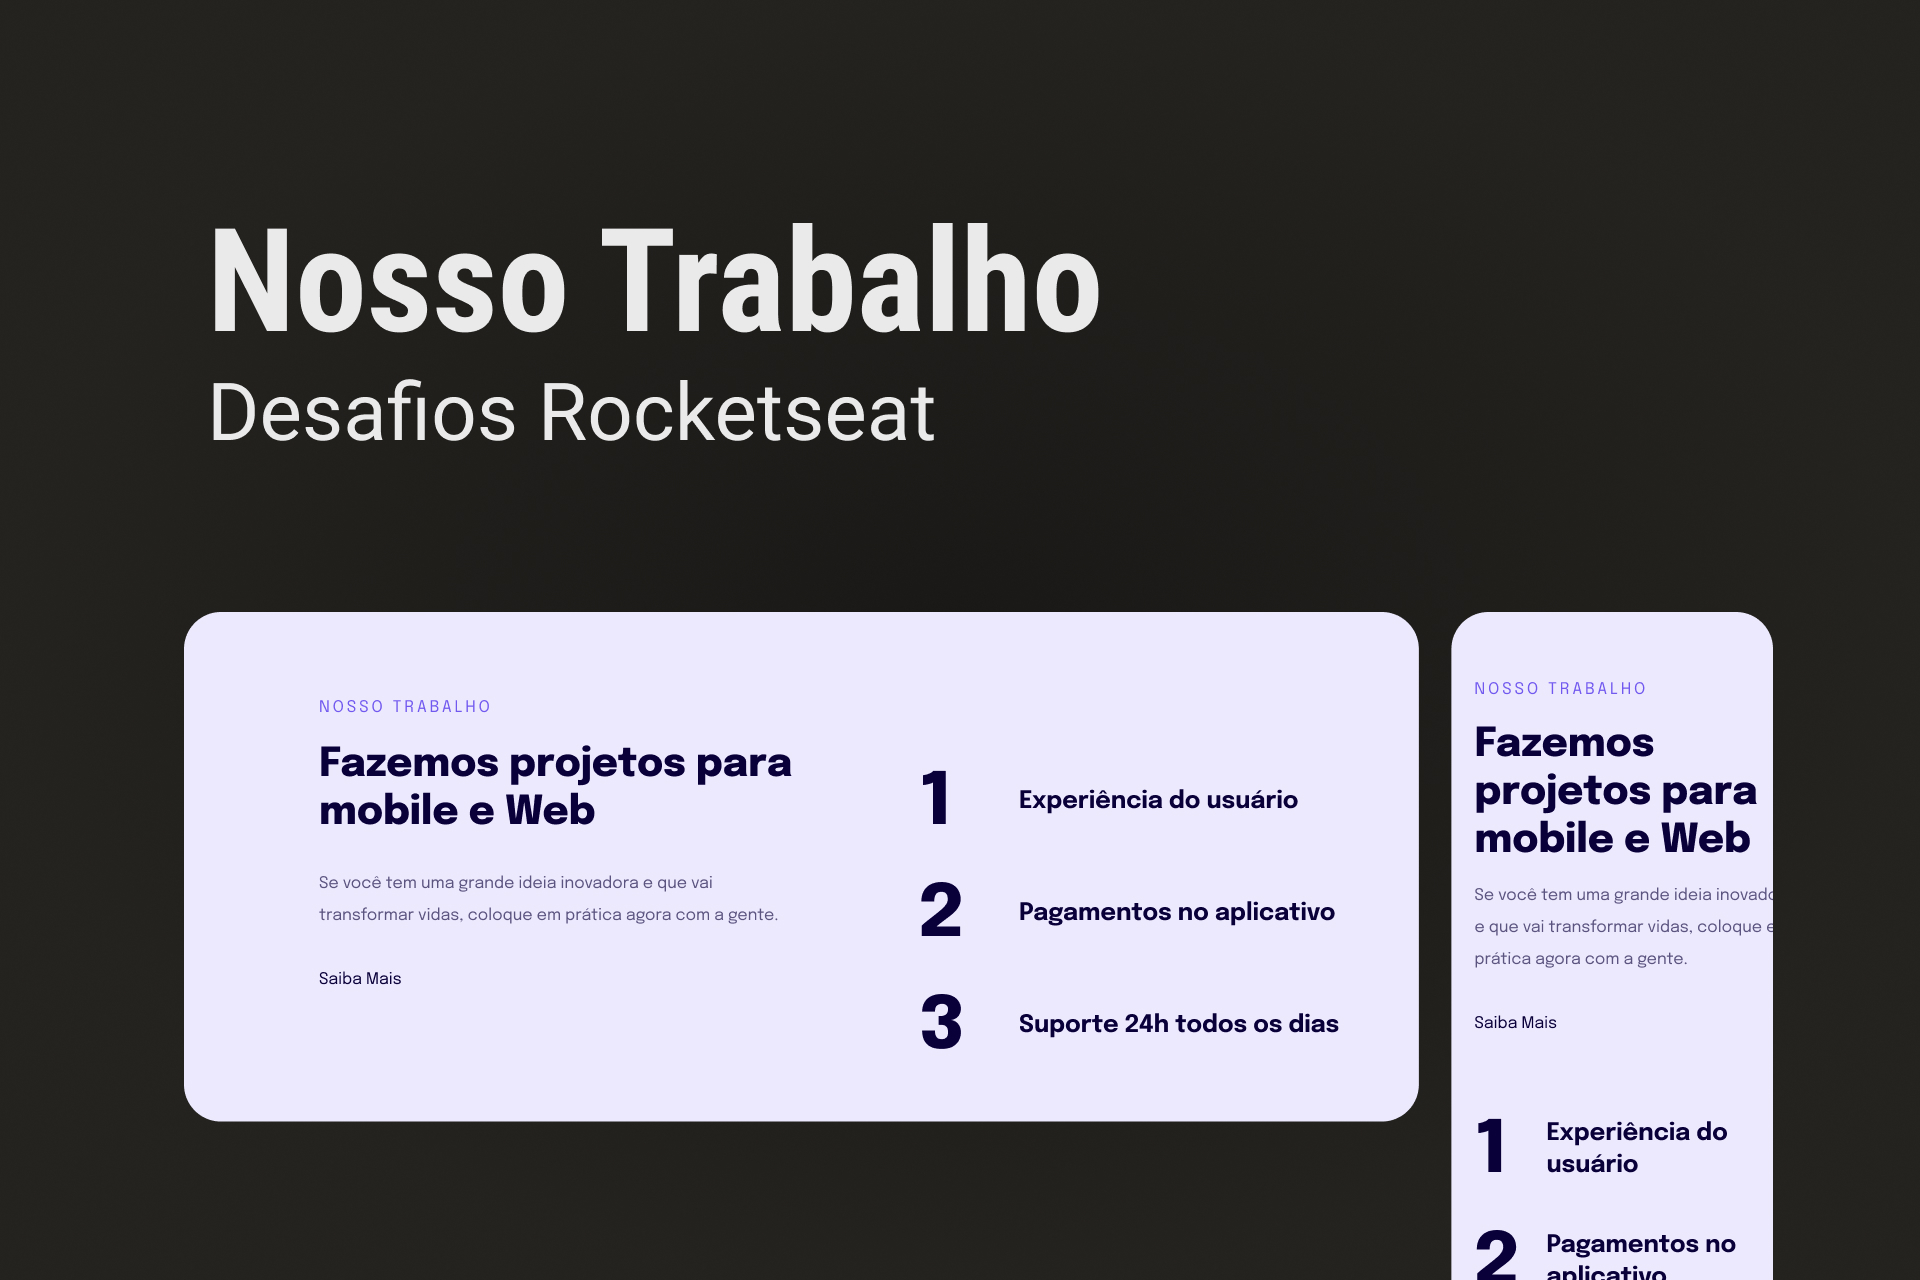 Nosso Trabalho
Desafios Rocketseat
NOSSO TRABALHO
Fazemos projetos para
mobile e Web
Se você tem uma grande ideia inovadora e que vai
transformar vidas, coloque em prática agora com a gente.
Saiba Mais
1 Experiência do usuário
2 Pagamentos no aplicativo
3 Suporte 24h todos os dias
NOSSO TRABALHO
Fazemos
projetos para
mobile e Web
Se você tem uma grande ideia inovado
e que vai transformar vidas, coloque e
prática agora com a gente.
Saiba Mais
1 Experiência do
usuário
2 Pagamentos no
aplicativo